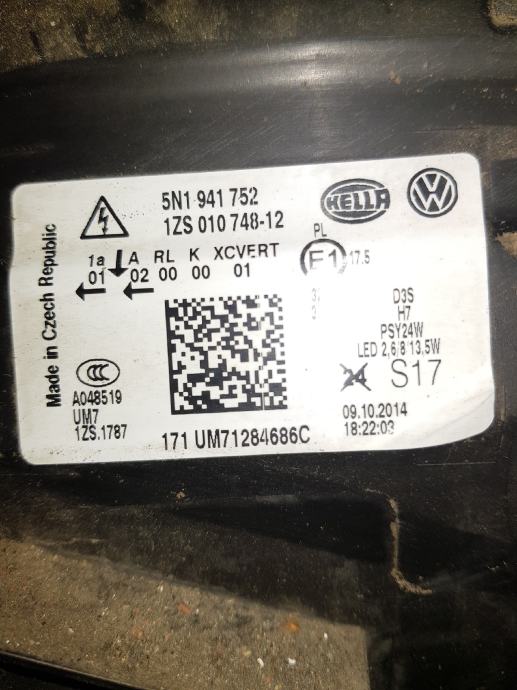 5N1 941 752
1ZS 010 748-12
HELLA
VW
Made in Czech Republic
1a A RL K XCVERT
01 02 00 00 01
PL
E1 17.5
D3S
H7
PSY24W
LED 2,6/8 13,5W
24 S17
A048519
UM7
1ZS.1787
171 UM71284686C
09.10.2014
18:22:03